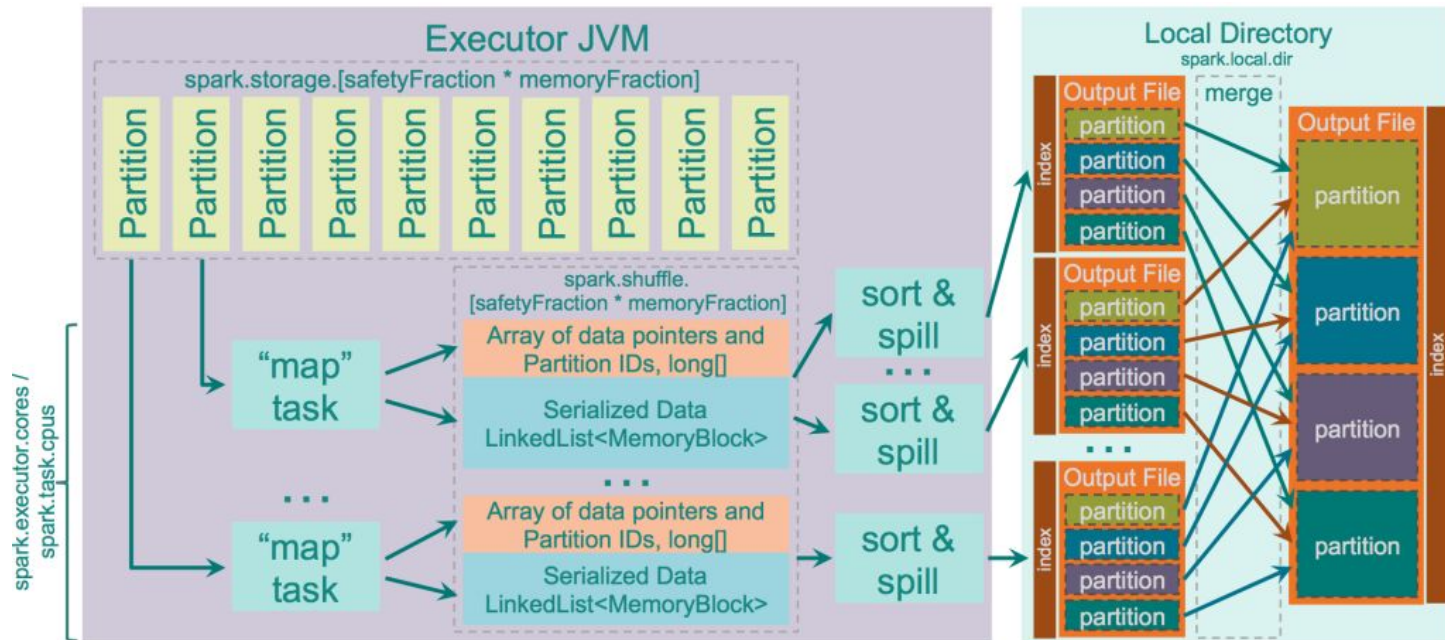 Executor JVM
spark.storage.[safetyFraction * memoryFraction]
Partition
Partition
Partition
Partition
Partition
Partition
Partition
Partition
Partition
Partition
spark.executor.cores /
spark.task.cpus
"map"
task
...
"map"
task
spark.shuffle.
[safetyFraction * memoryFraction]
Array of data pointers and
Partition IDs, long[]
Serialized Data
LinkedList<MemoryBlock>
...
Array of data pointers and
Partition IDs, long[]
Serialized Data
LinkedList<MemoryBlock>
sort &
spill
...
sort &
spill
sort &
spill
Local Directory
spark.local.dir
index
Output File
partition
partition
partition
partition
index
Output File
partition
partition
partition
partition
...
index
Output File
partition
partition
partition
partition
merge
Output File
partition
partition
partition
partition
index